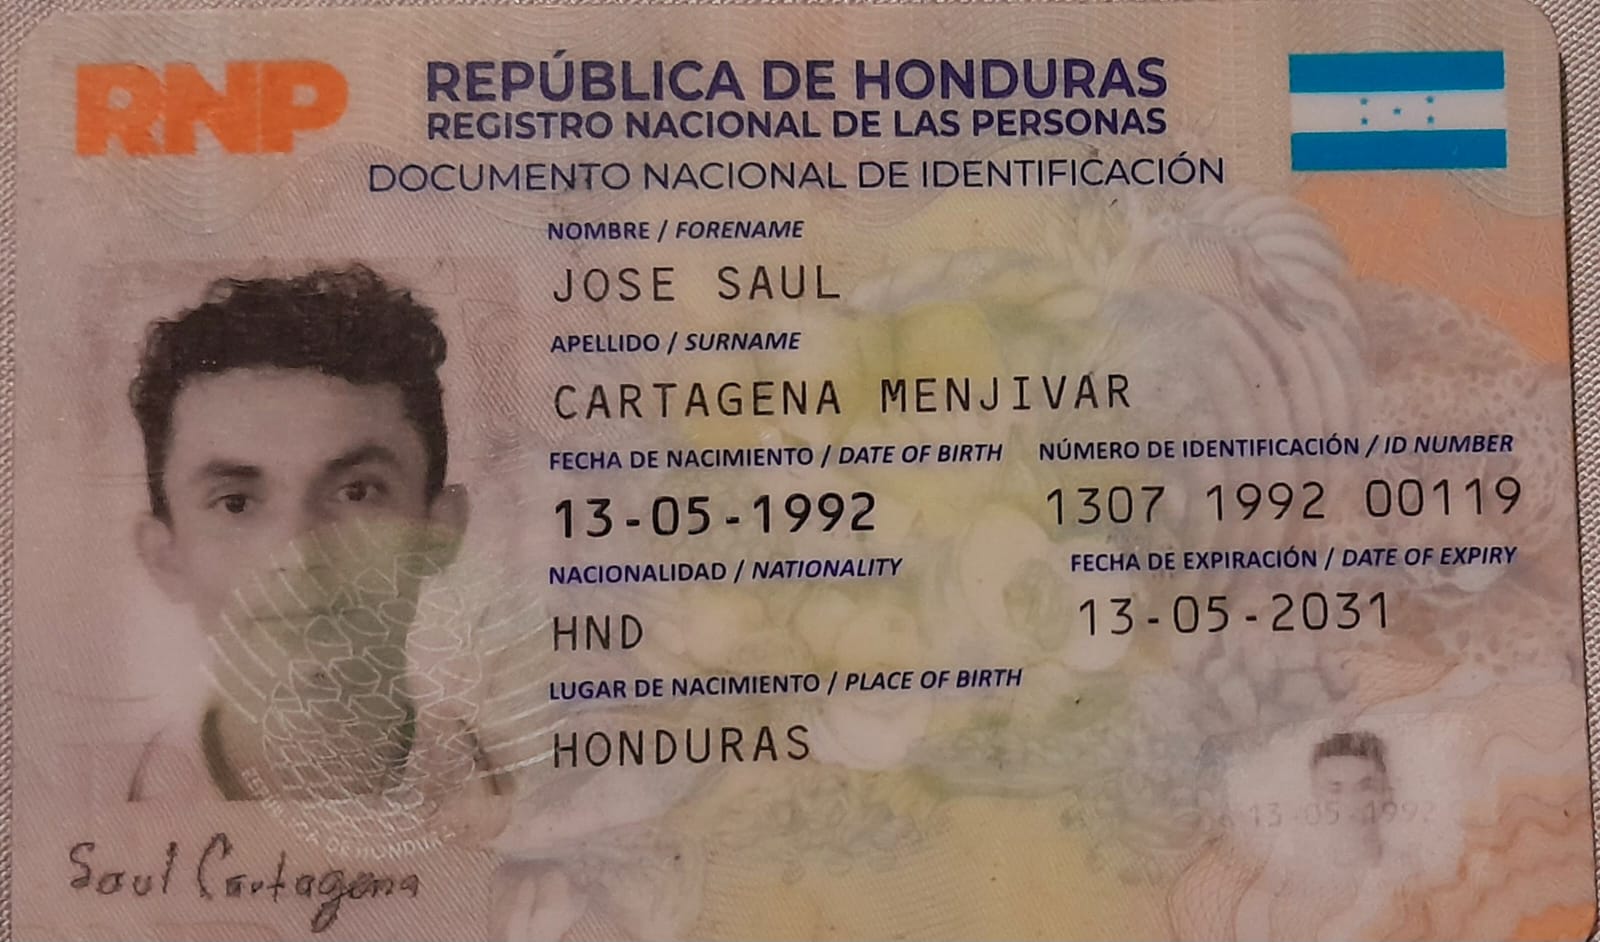 RNP
REPÚBLICA DE HONDURAS
REGISTRO NACIONAL DE LAS PERSONAS
DOCUMENTO NACIONAL DE IDENTIFICACIÓN
NOMBRE / FORENAME
JOSE SAUL
APELLIDO / SURNAME
CARTAGENA MENJIVAR
FECHA DE NACIMIENTO / DATE OF BIRTH
13-05-1992
NÚMERO DE IDENTIFICACIÓN / ID NUMBER
1307 1992 00119
NACIONALIDAD / NATIONALITY
HND
FECHA DE EXPIRACIÓN / DATE OF EXPIRY
13-05-2031
LUGAR DE NACIMIENTO / PLACE OF BIRTH
HONDURAS
13-05-1992
DE HONDURAS
Saul Cartagena